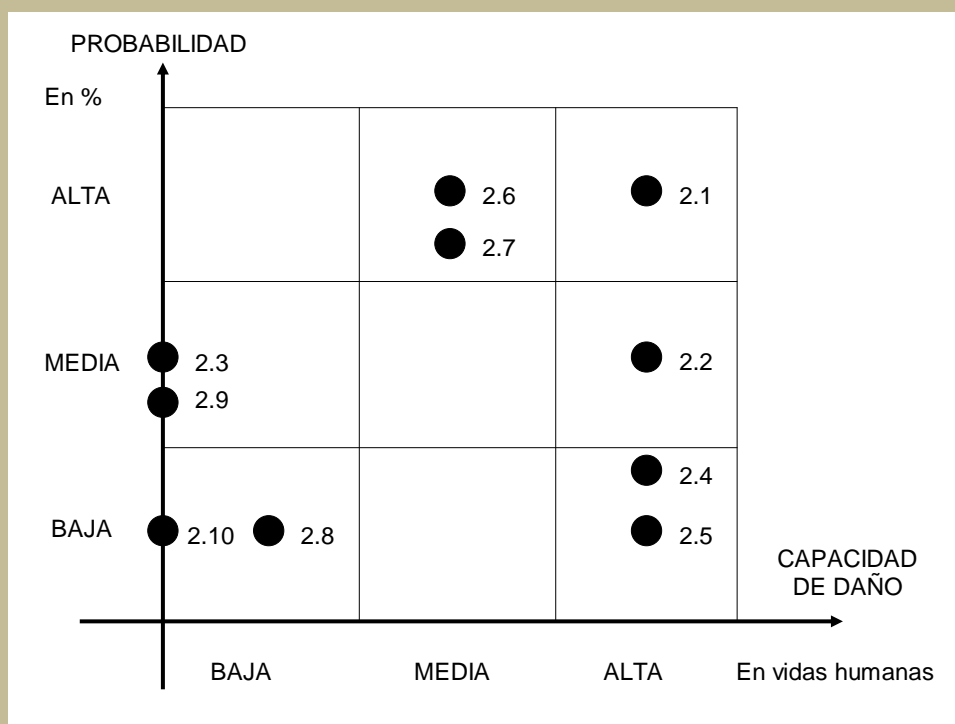 PROBABILIDAD
En %
ALTA
2.6
2.1
2.7
MEDIA
2.3
2.2
2.9
2.4
BAJA
2.10
2.8
2.5
CAPACIDAD
DE DAÑO
BAJA
MEDIA
ALTA
En vidas humanas